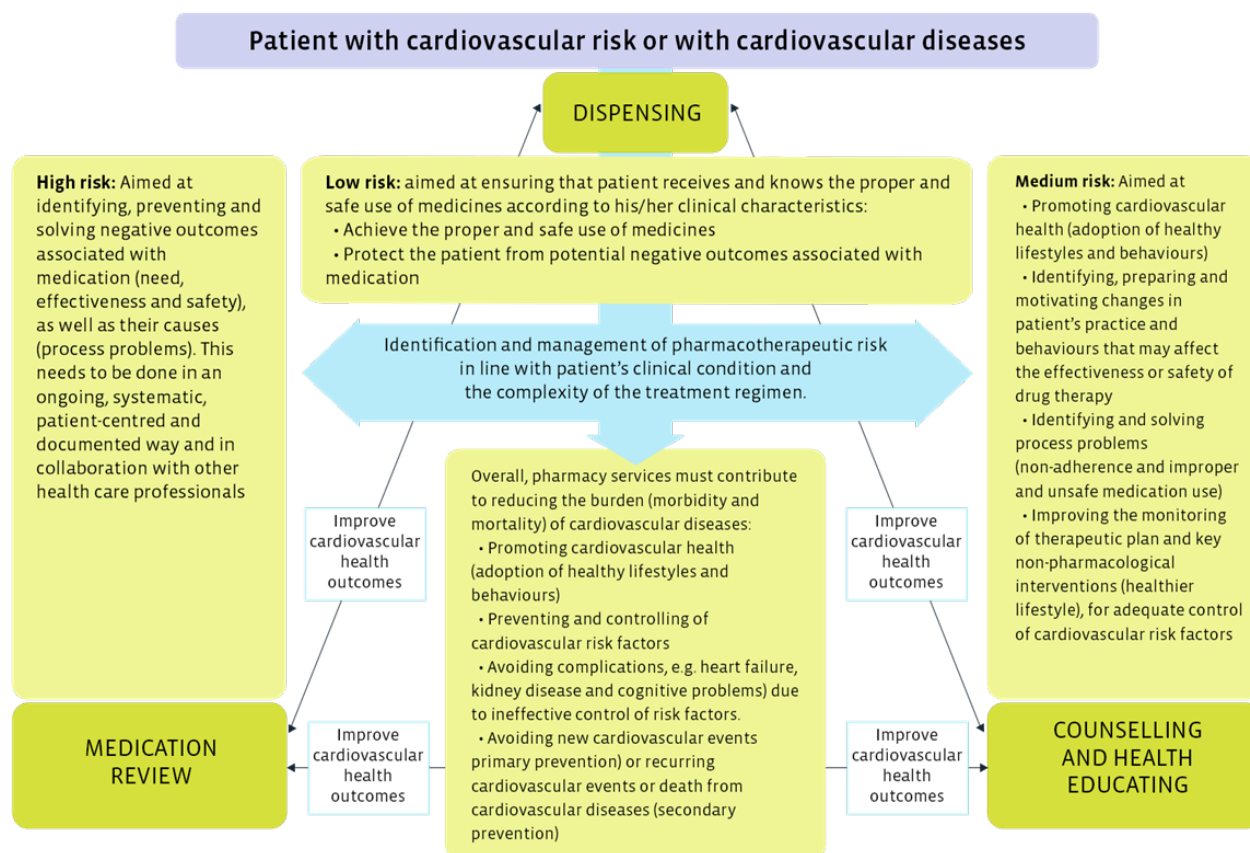 Patient with cardiovascular risk or with cardiovascular diseases
DISPENSING
High risk: Aimed at
identifying, preventing and
solving negative outcomes
associated with
medication (need,
effectiveness and safety),
as well as their causes
(process problems). This
needs to be done in an
ongoing, systematic,
patient-centred and
documented way and in
collaboration with other
health care professionals
Low risk: aimed at ensuring that patient receives and knows the proper and
safe use of medicines according to his/her clinical characteristics:
• Achieve the proper and safe use of medicines
• Protect the patient from potential negative outcomes associated with
medication
Medium risk: Aimed at
• Promoting cardiovascular
health (adoption of healthy
lifestyles and behaviours)
• Identifying, preparing and
motivating changes in
patient's practice and
behaviours that may affect
the effectiveness or safety of
drug therapy
• Identifying and solving
process problems
(non-adherence and improper
and unsafe medication use)
• Improving the monitoring
of therapeutic plan and key
non-pharmacological
interventions (healthier
lifestyle), for adequate control
of cardiovascular risk factors
Identification and management of pharmacotherapeutic risk
in line with patient's clinical condition and
the complexity of the treatment regimen.
Improve
cardiovascular
health
outcomes
Overall, pharmacy services must contribute
to reducing the burden (morbidity and
mortality) of cardiovascular diseases:
• Promoting cardiovascular health
(adoption of healthy lifestyles and
behaviours)
• Preventing and controlling of
cardiovascular risk factors
• Avoiding complications, e.g. heart failure,
kidney disease and cognitive problems) due
to ineffective control of risk factors.
• Avoiding new cardiovascular events
primary prevention) or recurring
cardiovascular events or death from
cardiovascular diseases (secondary
prevention)
Improve
cardiovascular
health
outcomes
MEDICATION
REVIEW
Improve
cardiovascular
health
outcomes
Improve
cardiovascular
health
outcomes
COUNSELLING
AND HEALTH
EDUCATING